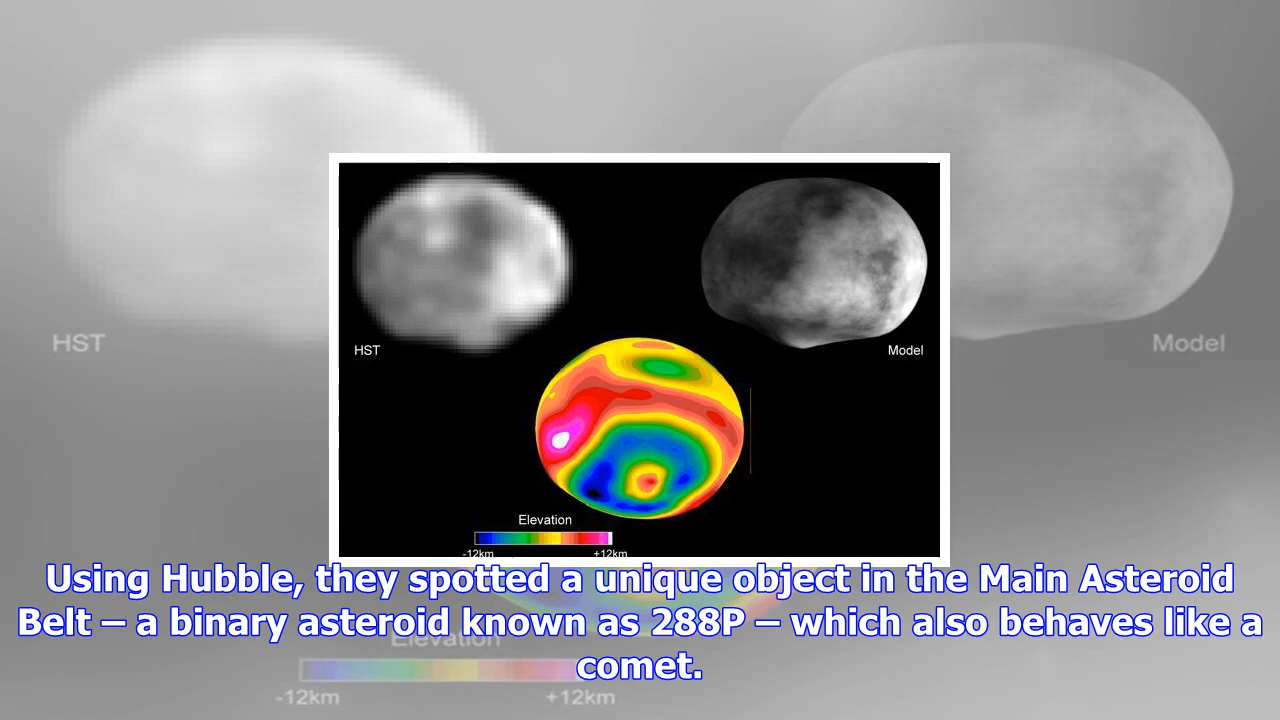 HST
Model
HST
Model
Elevation
-12km
+12km
Using Hubble, they spotted a unique object in the Main Asteroid
Belt – a binary asteroid known as 288P – which also behaves like a
comet.
Elevation
-12km
+12km